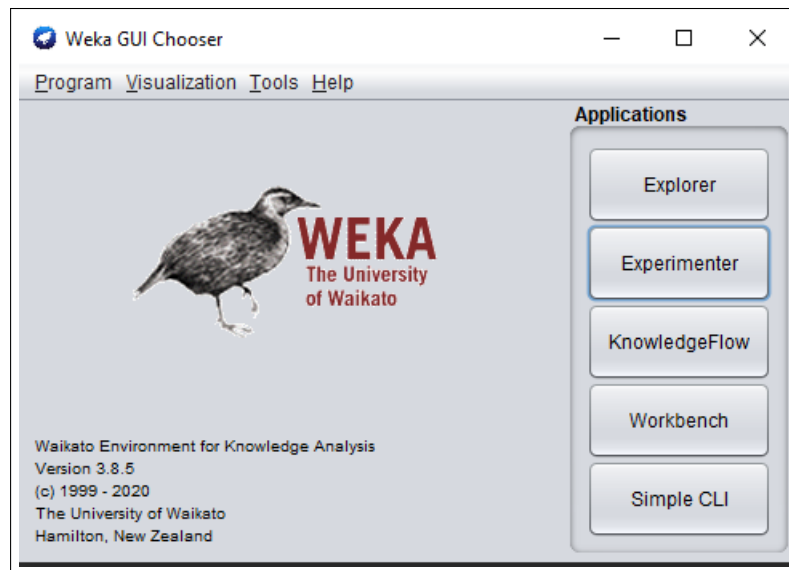 Weka GUI Chooser
Program Visualization Tools Help
Applications
Explorer
Experimenter
KnowledgeFlow
Workbench
Simple CLI
WEKA
The University
of Waikato
Waikato Environment for Knowledge Analysis
Version 3.8.5
(c) 1999 - 2020
The University of Waikato
Hamilton, New Zealand